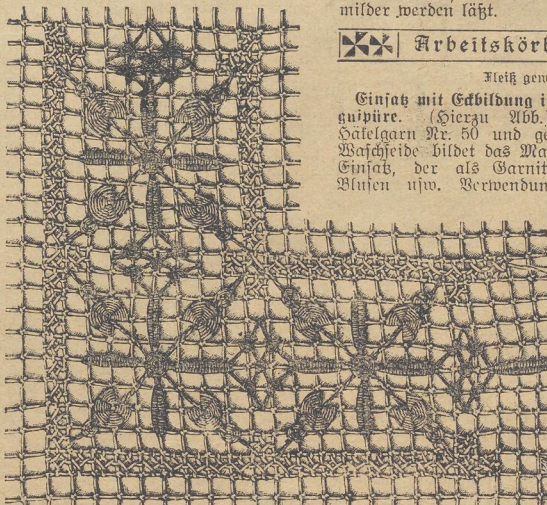 milder werden läßt.
Arbeitskörb
Fleiß gew
Einsatz mit Eckbildung i
guipüre. (Hierzu Abb.
Häkelgarn Nr. 50 und ge
Waschseide bildet das Ma
Einsatz, der als Garnit
Blusen usw. Verwendun